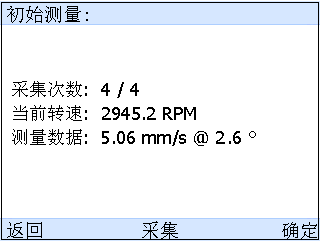 初始测量:
采集次数: 4 / 4
当前转速: 2945.2 RPM
测量数据: 5.06 mm/s @ 2.6 °
返回 采集 确定